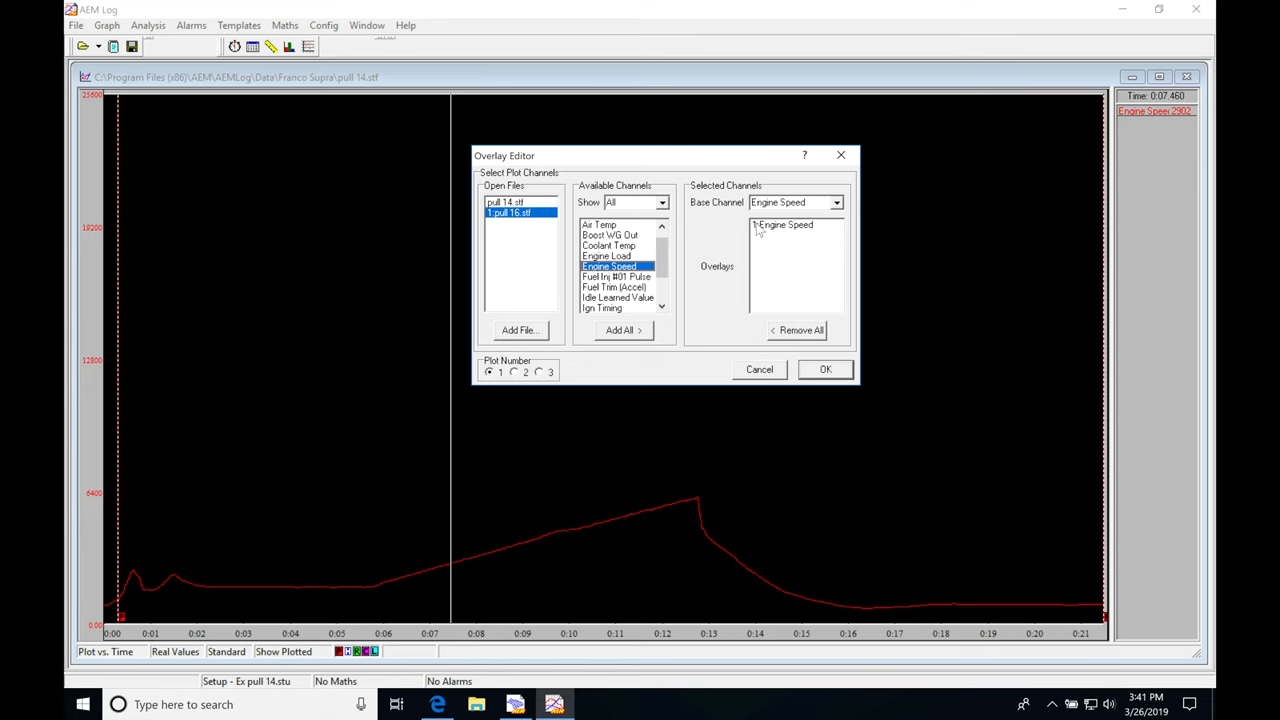 AEM Log
File Graph Analysis Alarms Templates Maths Config Window Help
C:\Program Files (x86)\AEM\AEMLog\Data\Franco Supra\pull 14.stf
25600
19200
12800
6400
0.00
Time: 0:07.460
Engine Speec 2902
Overlay Editor
?
Select Plot Channels
Open Files
pull 14.stf
1:pull 16.stf
Add File...
Available Channels
Show All
Air Temp
Boost WG Out
Coolant Temp
Engine Load
Engine Speed
Fuel Inj #01 Pulse
Fuel Trim (Accel)
Idle Learned Value
Ign Timing
Add All >
Selected Channels
Base Channel Engine Speed
1:Engine Speed
Overlays
< Remove All
Plot Number
1 2 3
Cancel OK
0:00 0:01 0:02 0:03 0:04 0:05 0:06 0:07 0:08 0:09 0:10 0:11 0:12 0:13 0:14 0:15 0:16 0:17 0:18 0:19 0:20 0:21
Plot vs. Time Real Values Standard Show Plotted F I R C L
Setup - Ex pull 14.stu No Maths No Alarms
Type here to search
3:41 PM
3/26/2019